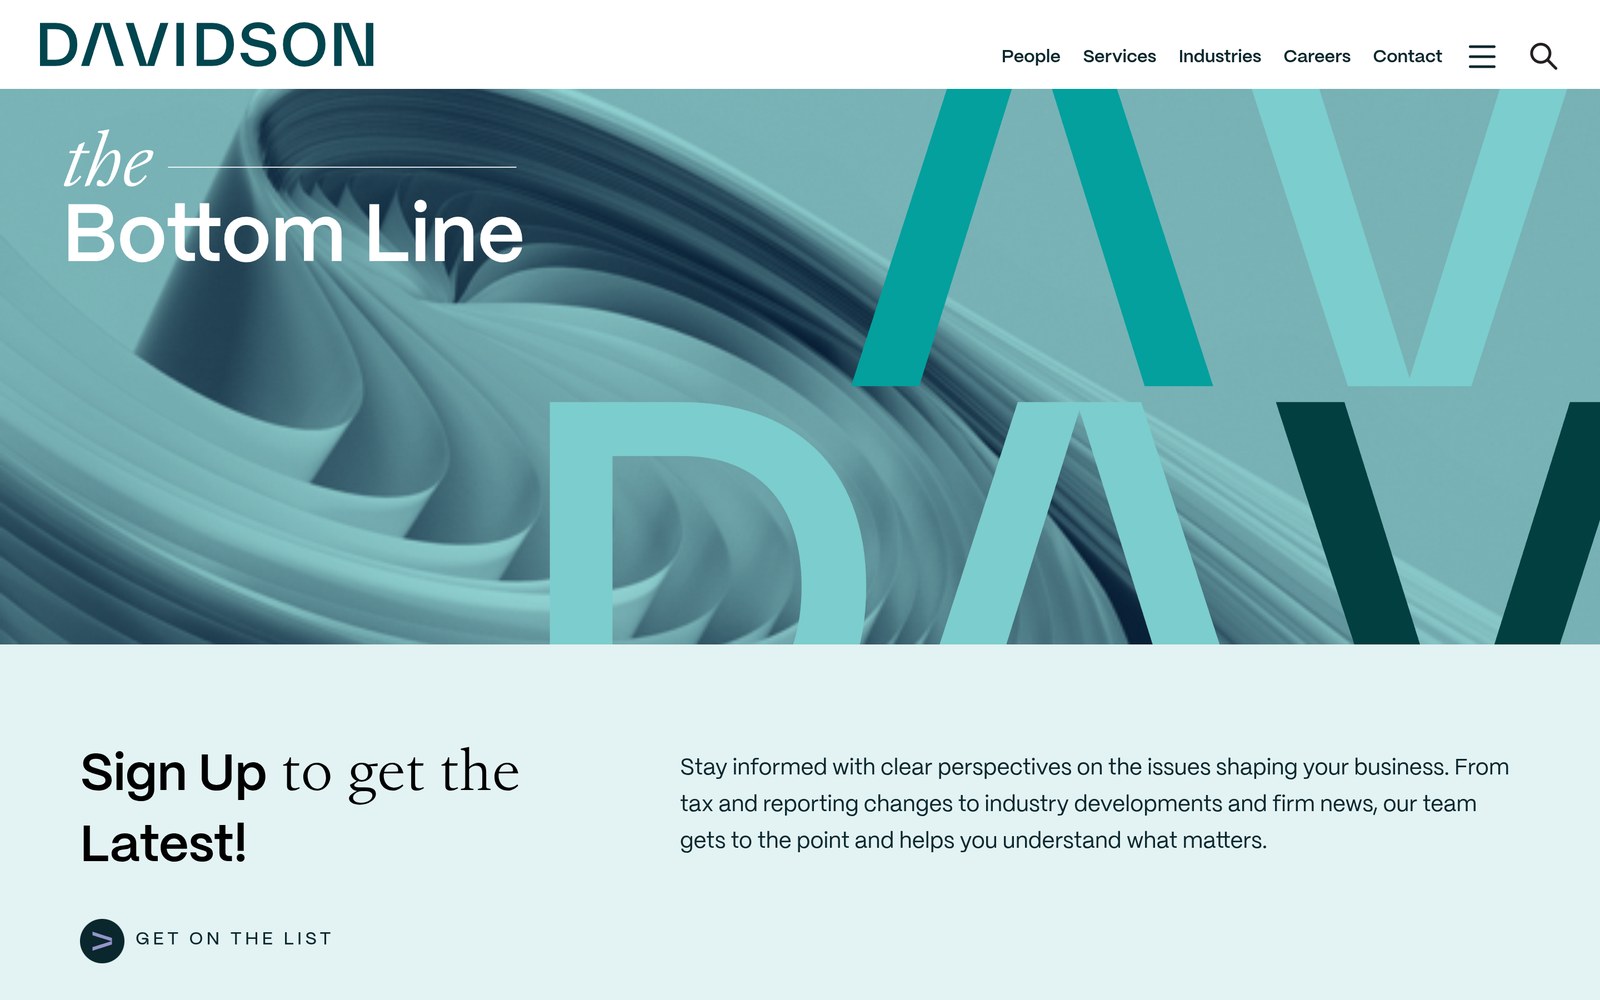 DAVIDSON
People Services Industries Careers Contact
the
Bottom Line
AV
DAV
Sign Up to get the
Latest!
Stay informed with clear perspectives on the issues shaping your business. From
tax and reporting changes to industry developments and firm news, our team
gets to the point and helps you understand what matters.
GET ON THE LIST